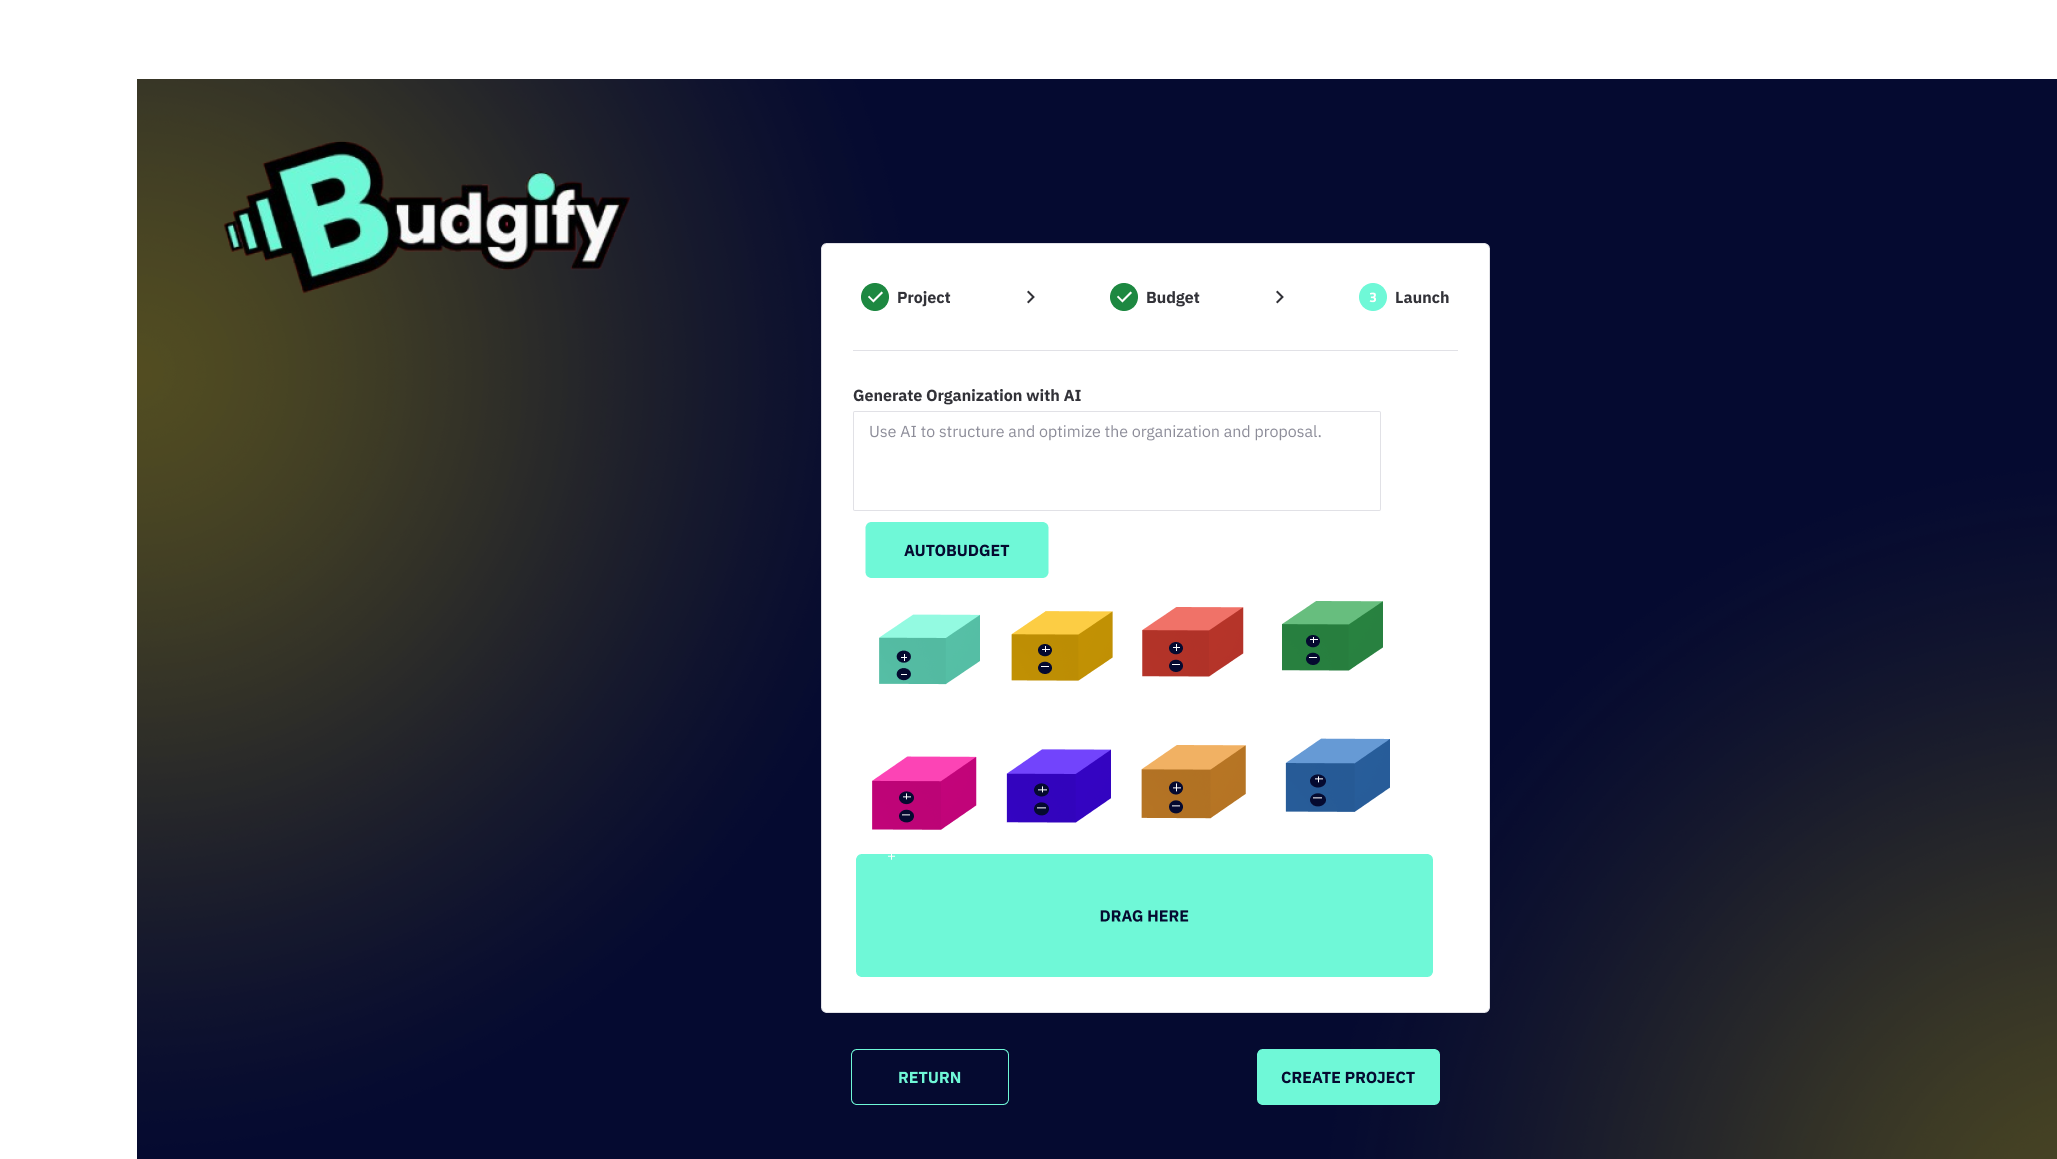 Budgify
Project
Budget
3 Launch
Generate Organization with AI
Use AI to structure and optimize the organization and proposal.
AUTOBUDGET
DRAG HERE
RETURN
CREATE PROJECT